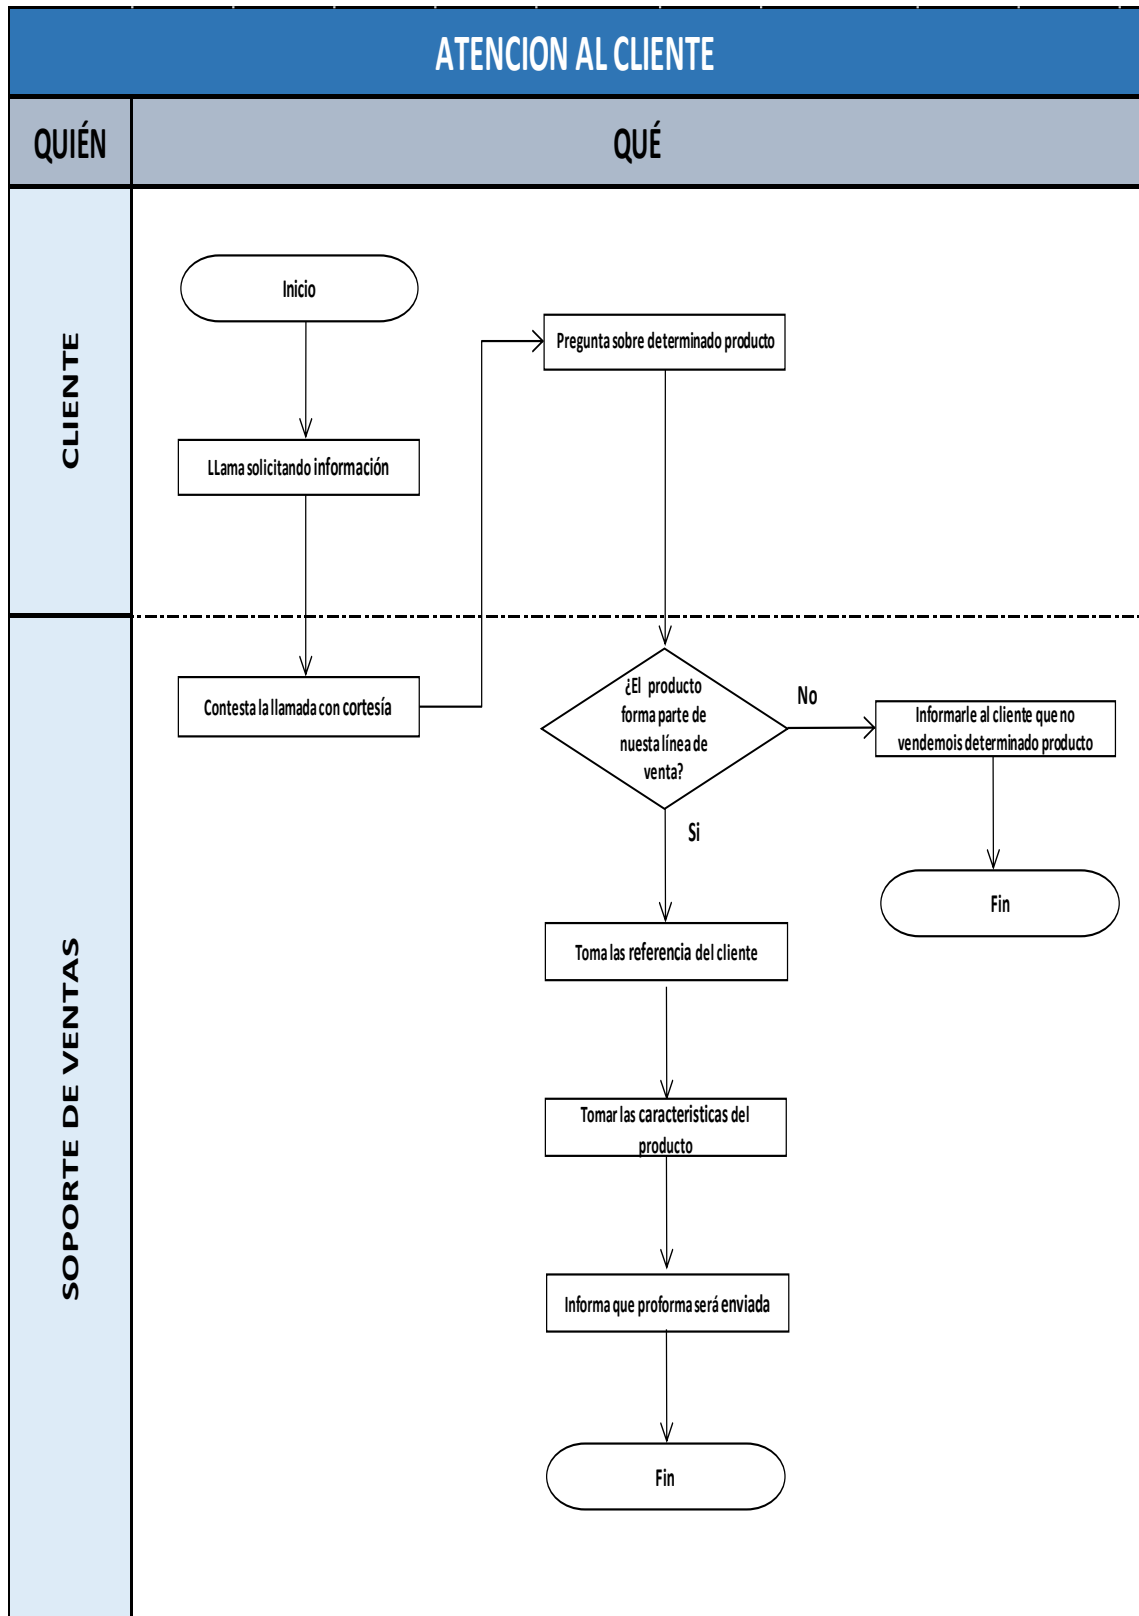 ATENCION AL CLIENTE
QUIÉN
QUÉ
CLIENTE
Inicio
LLama solicitando información
Pregunta sobre determinado producto
SOPORTE DE VENTAS
Contesta la llamada con cortesía
¿El producto
forma parte de
nuesta línea de
venta?
No
Informarle al cliente que no
vendemois determinado producto
Fin
Si
Toma las referencia del cliente
Tomar las caracteristicas del
producto
Informa que proforma será enviada
Fin